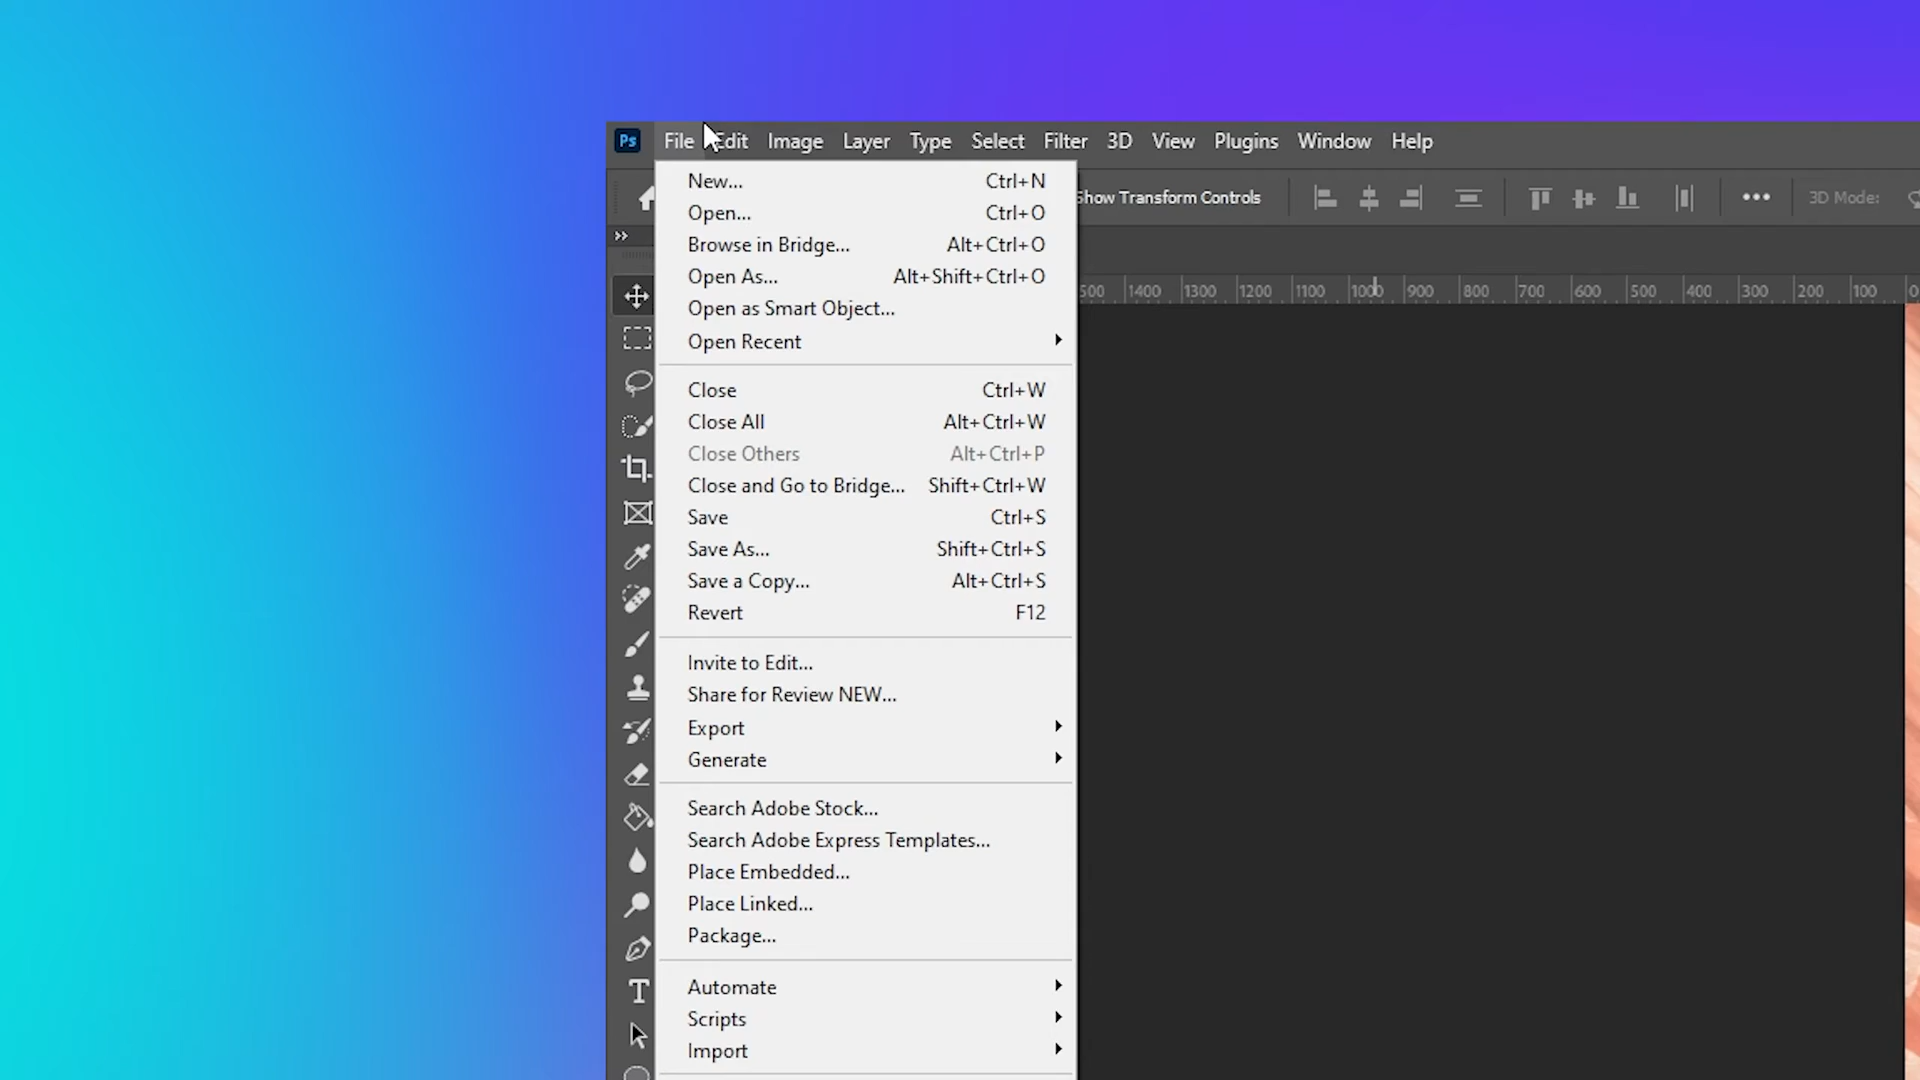 Ps File Edit Image Layer Type Select Filter 3D View Plugins Window Help
Show Transform Controls 3D Mode:
New... Ctrl+N
Open... Ctrl+O
Browse in Bridge... Alt+Ctrl+O
Open As... Alt+Shift+Ctrl+O
Open as Smart Object...
Open Recent
500 1400 1300 1200 1100 1000 900 800 700 600 500 400 300 200 100 0
Close Ctrl+W
Close All Alt+Ctrl+W
Close Others Alt+Ctrl+P
Close and Go to Bridge... Shift+Ctrl+W
Save Ctrl+S
Save As... Shift+Ctrl+S
Save a Copy... Alt+Ctrl+S
Revert F12
Invite to Edit...
Share for Review NEW...
Export
Generate
Search Adobe Stock...
Search Adobe Express Templates...
Place Embedded...
Place Linked...
Package...
Automate
Scripts
Import